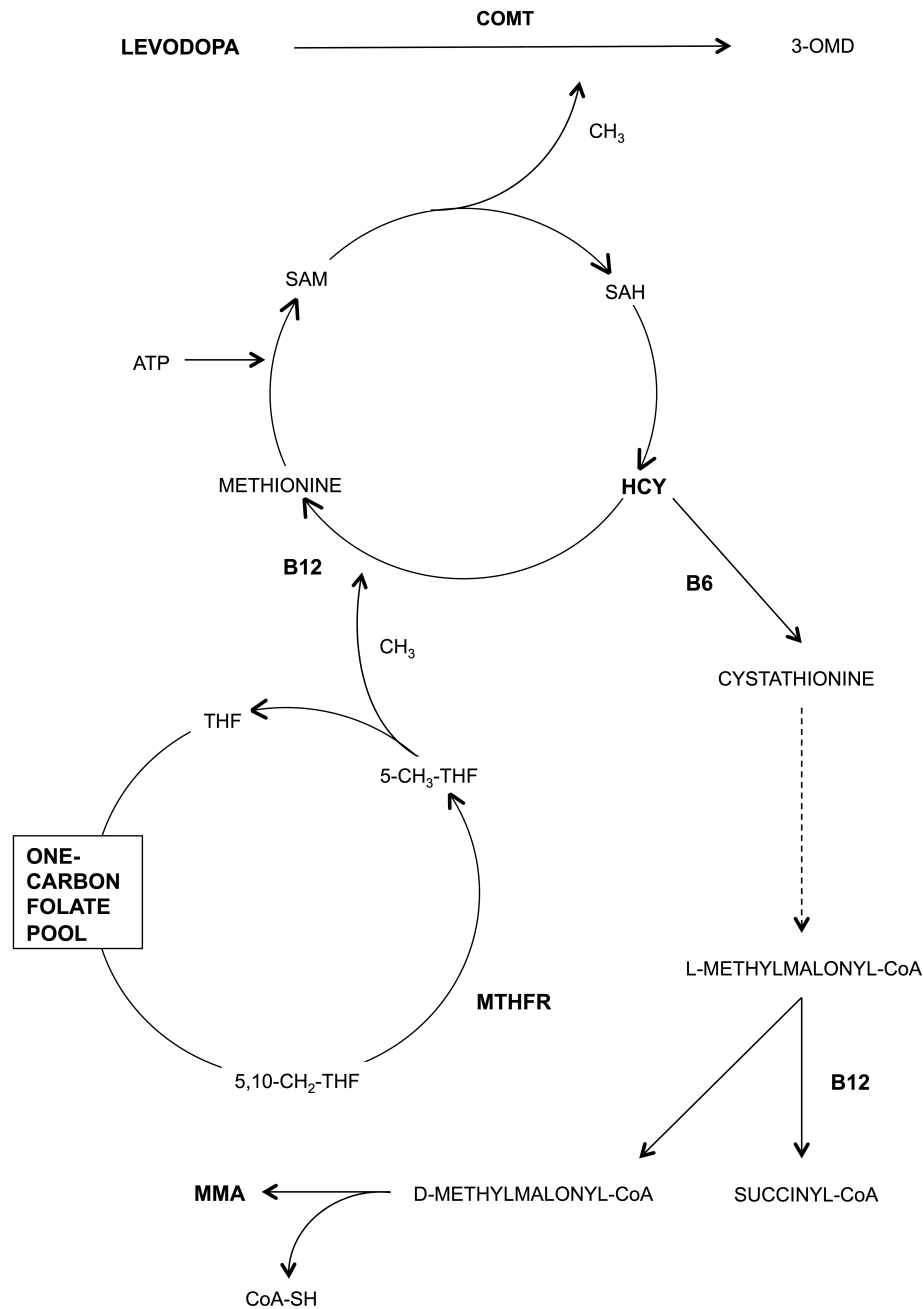 COMT
LEVODOPA
3-OMD
CH₃
SAM
SAH
ATP
METHIONINE
HCY
B12
B6
CH₃
CYSTATHIONINE
THF
5-CH₃-THF
ONE-
CARBON
FOLATE
POOL
L-METHYLMALONYL-CoA
MTHFR
5,10-CH₂-THF
B12
MMA
D-METHYLMALONYL-CoA
SUCCINYL-CoA
CoA-SH